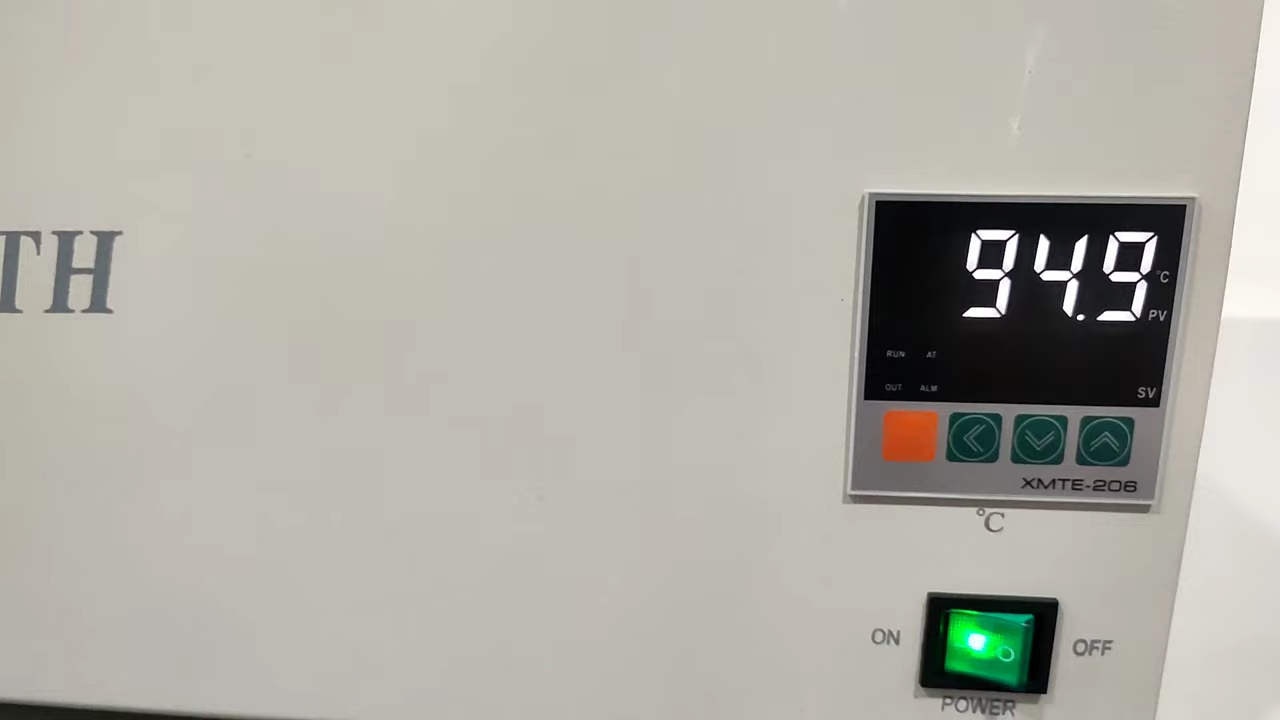 TH
94.9
°C
PV
RUN AT
OUT ALM
SV
XMTE-206
°C
ON
OFF
POWER